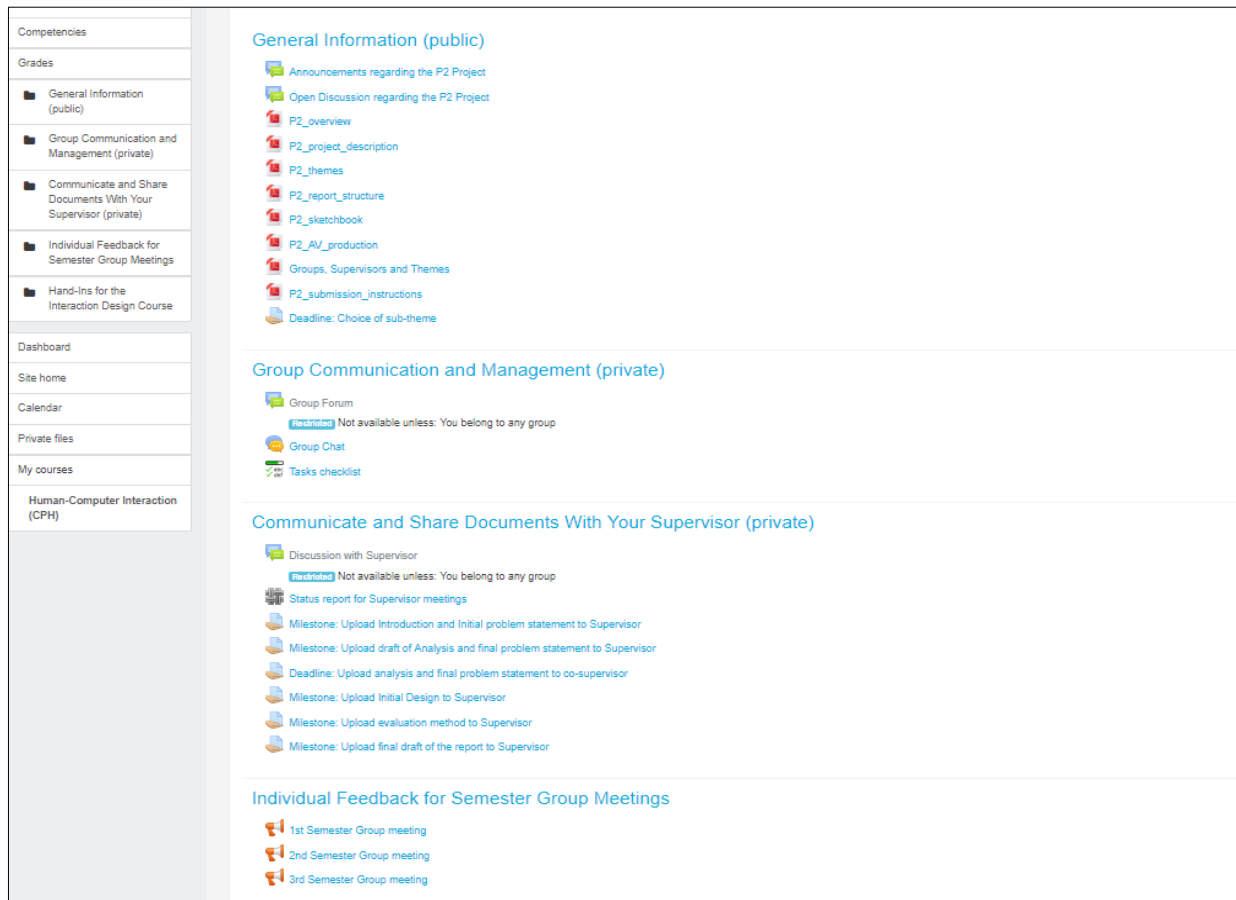 Competencies
Grades
General Information
(public)
Group Communication and
Management (private)
Communicate and Share
Documents With Your
Supervisor (private)
Individual Feedback for
Semester Group Meetings
Hand-Ins for the
Interaction Design Course
Dashboard
Site home
Calendar
Private files
My courses
Human-Computer Interaction
(CPH)
General Information (public)
Announcements regarding the P2 Project
Open Discussion regarding the P2 Project
P2_overview
P2_project_description
P2_themes
P2_report_structure
P2_sketchbook
P2_AV_production
Groups, Supervisors and Themes
P2_submission_instructions
Deadline: Choice of sub-theme
Group Communication and Management (private)
Group Forum
Restricted Not available unless: You belong to any group
Group Chat
Tasks checklist
Communicate and Share Documents With Your Supervisor (private)
Discussion with Supervisor
Restricted Not available unless: You belong to any group
Status report for Supervisor meetings
Milestone: Upload Introduction and Initial problem statement to Supervisor
Milestone: Upload draft of Analysis and final problem statement to Supervisor
Deadline: Upload analysis and final problem statement to co-supervisor
Milestone: Upload Initial Design to Supervisor
Milestone: Upload evaluation method to Supervisor
Milestone: Upload final draft of the report to Supervisor
Individual Feedback for Semester Group Meetings
1st Semester Group meeting
2nd Semester Group meeting
3rd Semester Group meeting